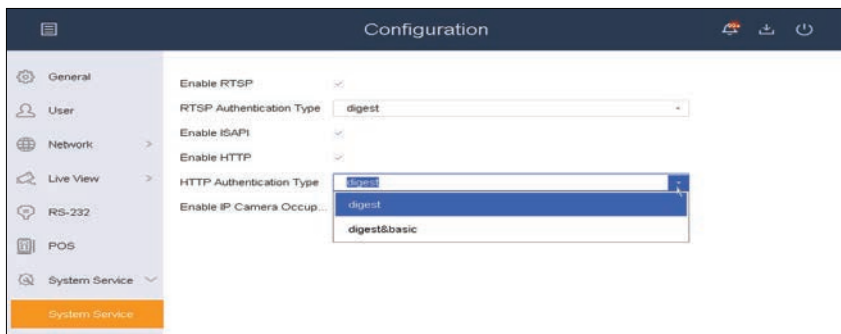 Configuration
General
User
Network
Live View
RS-232
POS
System Service
System Service
Enable RTSP
RTSP Authentication Type digest
Enable ISAPI
Enable HTTP
HTTP Authentication Type digest
Enable IP Camera Occup...
digest
digest&basic